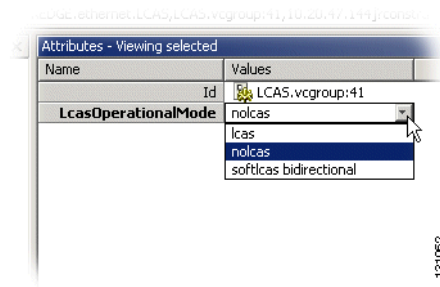 Attributes - Viewing selected
Name Values
Id LCAS.vcgroup:41
LcasOperationalMode nolcas
lcas
nolcas
softlcas bidirectional